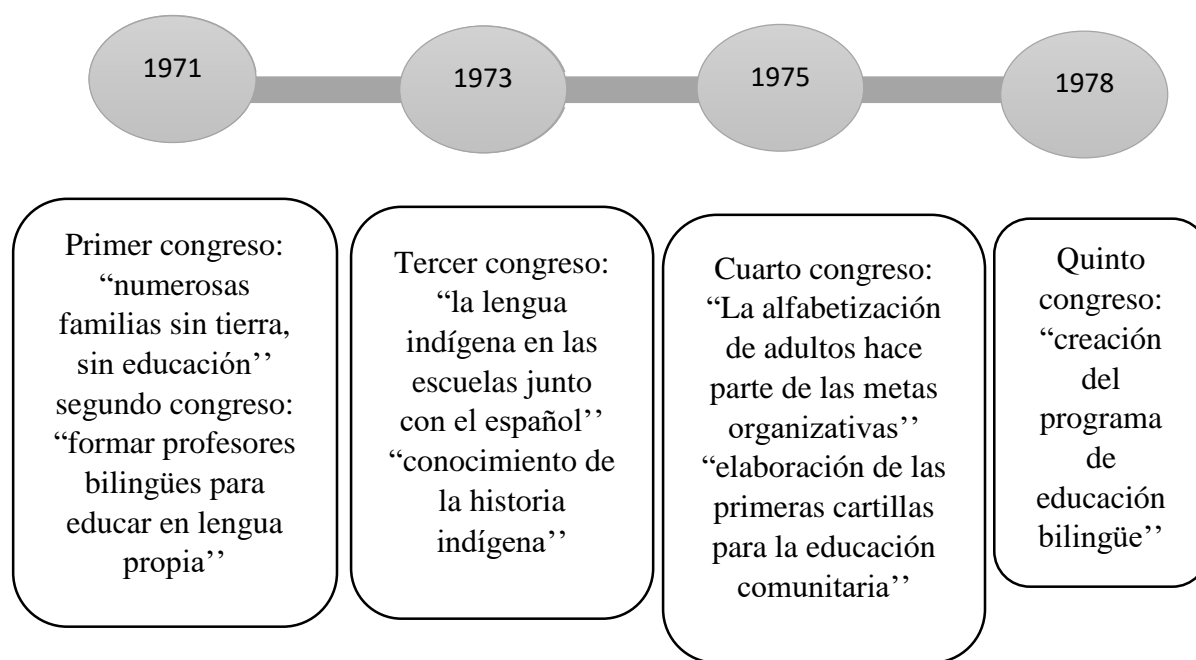 1971
1973
1975
1978
Primer congreso:
“numerosas
familias sin tierra,
sin educación’’
segundo congreso:
“formar profesores
bilingües para
educar en lengua
propia’’
Tercer congreso:
“la lengua
indígena en las
escuelas junto
con el español’’
“conocimiento de
la historia
indígena’’
Cuarto congreso:
“La alfabetización
de adultos hace
parte de las metas
organizativas’’
“elaboración de las
primeras cartillas
para la educación
comunitaria’’
Quinto
congreso:
“creación
del
programa
de
educación
bilingüe’’